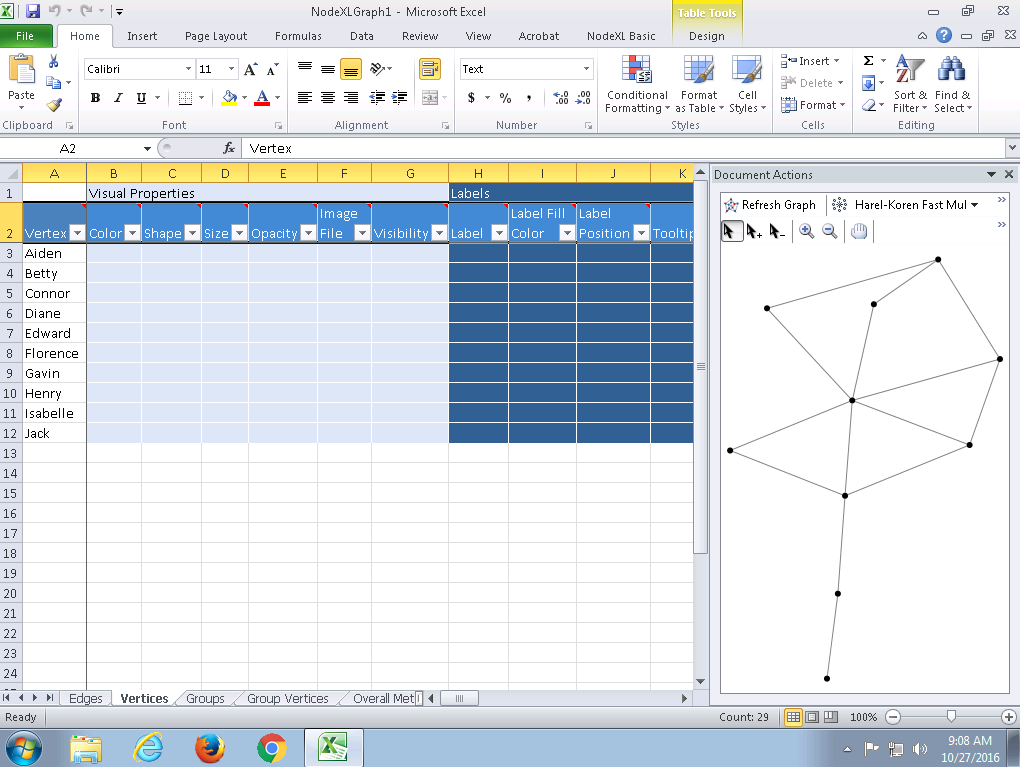 NodeXLGraph1 - Microsoft Excel
Table Tools
File Home Insert Page Layout Formulas Data Review View Acrobat NodeXL Basic Design
Paste
Clipboard
Calibri 11
B I U
Font
Alignment
Text
$ % ,
Number
Conditional Formatting
Format as Table
Cell Styles
Styles
Insert
Delete
Format
Cells
Sort & Filter
Find & Select
Editing
A2 fx Vertex
A B C D E F G H I J K
1 Visual Properties Labels
2 Vertex Color Shape Size Opacity Image File Visibility Label Label Fill Color Label Position Tooltip
3 Aiden
4 Betty
5 Connor
6 Diane
7 Edward
8 Florence
9 Gavin
10 Henry
11 Isabelle
12 Jack
13
14
15
16
17
18
19
20
21
22
23
24
Document Actions
Refresh Graph Harel-Koren Fast Mul
Edges Vertices Groups Group Vertices Overall Met
Ready Count: 29 100%
9:08 AM
10/27/2016